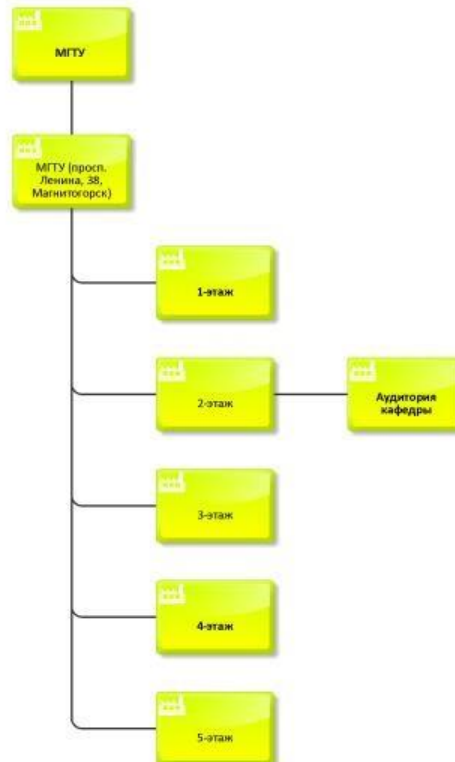 МГТУ
МГТУ (просп.
Ленина, 38,
Магнитогорск)
1-этаж
2-этаж
Аудитория
кафедры
3-этаж
4-этаж
5-этаж